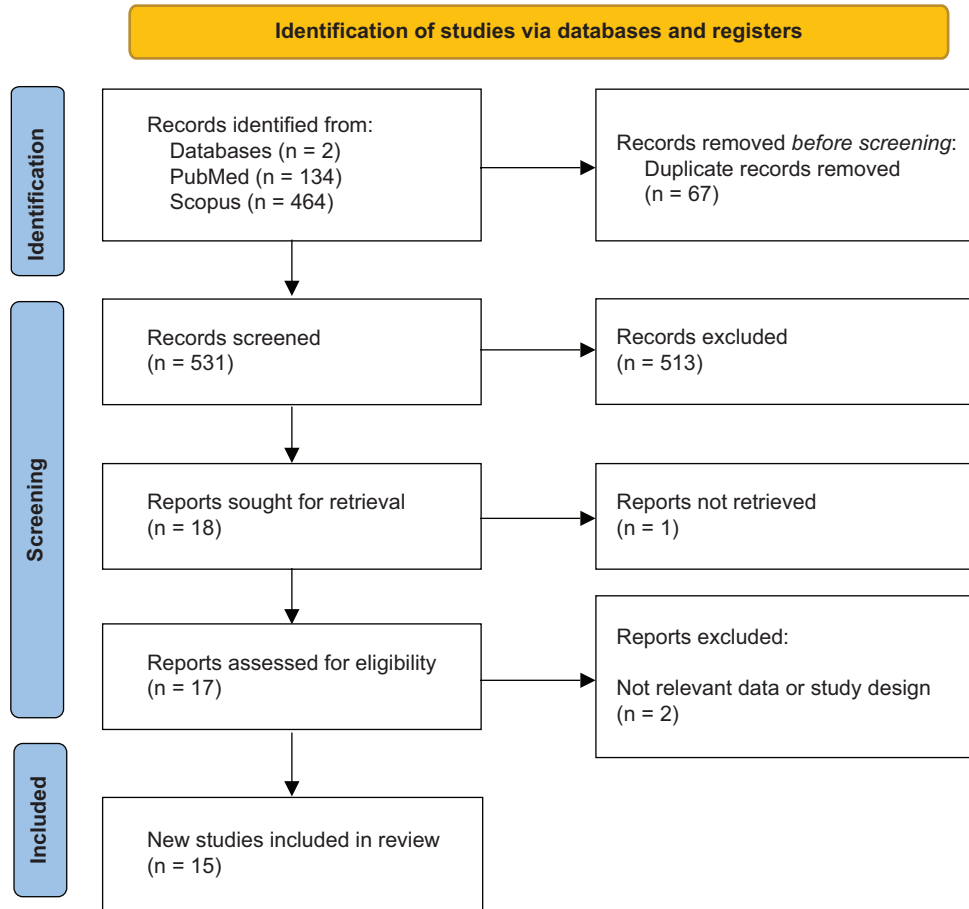 Identification of studies via databases and registers
Identification
Records identified from:
Databases (n = 2)
PubMed (n = 134)
Scopus (n = 464)
Records removed before screening:
Duplicate records removed
(n = 67)
Screening
Records screened
(n = 531)
Records excluded
(n = 513)
Reports sought for retrieval
(n = 18)
Reports not retrieved
(n = 1)
Reports assessed for eligibility
(n = 17)
Reports excluded:
Not relevant data or study design
(n = 2)
Included
New studies included in review
(n = 15)